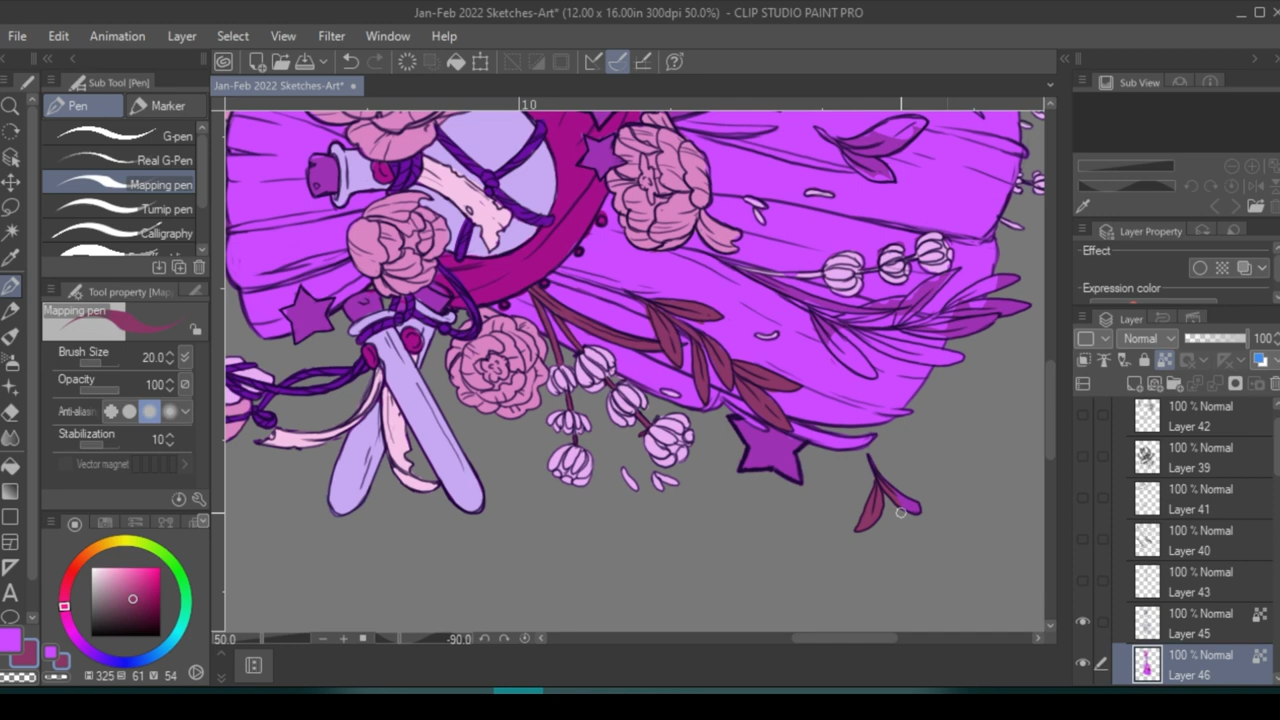 Jan-Feb 2022 Sketches-Art* (12.00 x 16.00in 300dpi 50.0%) - CLIP STUDIO PAINT PRO
File Edit Animation Layer Select View Filter Window Help
Sub Tool [Pen]
Jan-Feb 2022 Sketches-Art*
Sub View
Pen Marker
10
G-pen
Real G-Pen
Mapping pen
Turnip pen
Calligraphy
Tool property [Map
Mapping pen
Brush Size 20.0
Opacity 100
Anti-aliasin
Stabilization 10
Vector magnet
Layer Property
Effect
Expression color
Layer
Normal 100
100 % Normal
Layer 42
100 % Normal
Layer 39
100 % Normal
Layer 41
100 % Normal
Layer 40
100 % Normal
Layer 43
100 % Normal
Layer 45
100 % Normal
Layer 46
A
50.0 -90.0
H 325 S 61 V 54